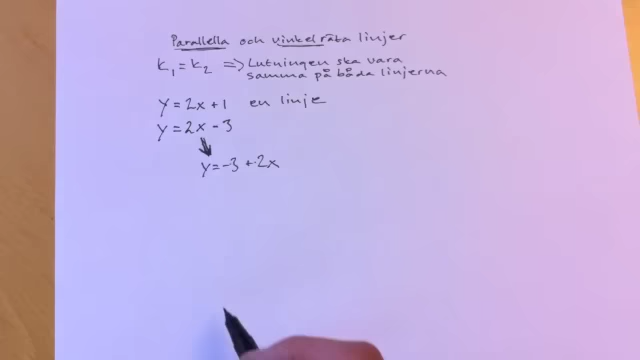 Parallella och vinkelräta linjer
k₁ = k₂ => Lutningen ska vara
samma på båda linjerna
y = 2x + 1 en linje
y = 2x - 3
y = -3 + 2x